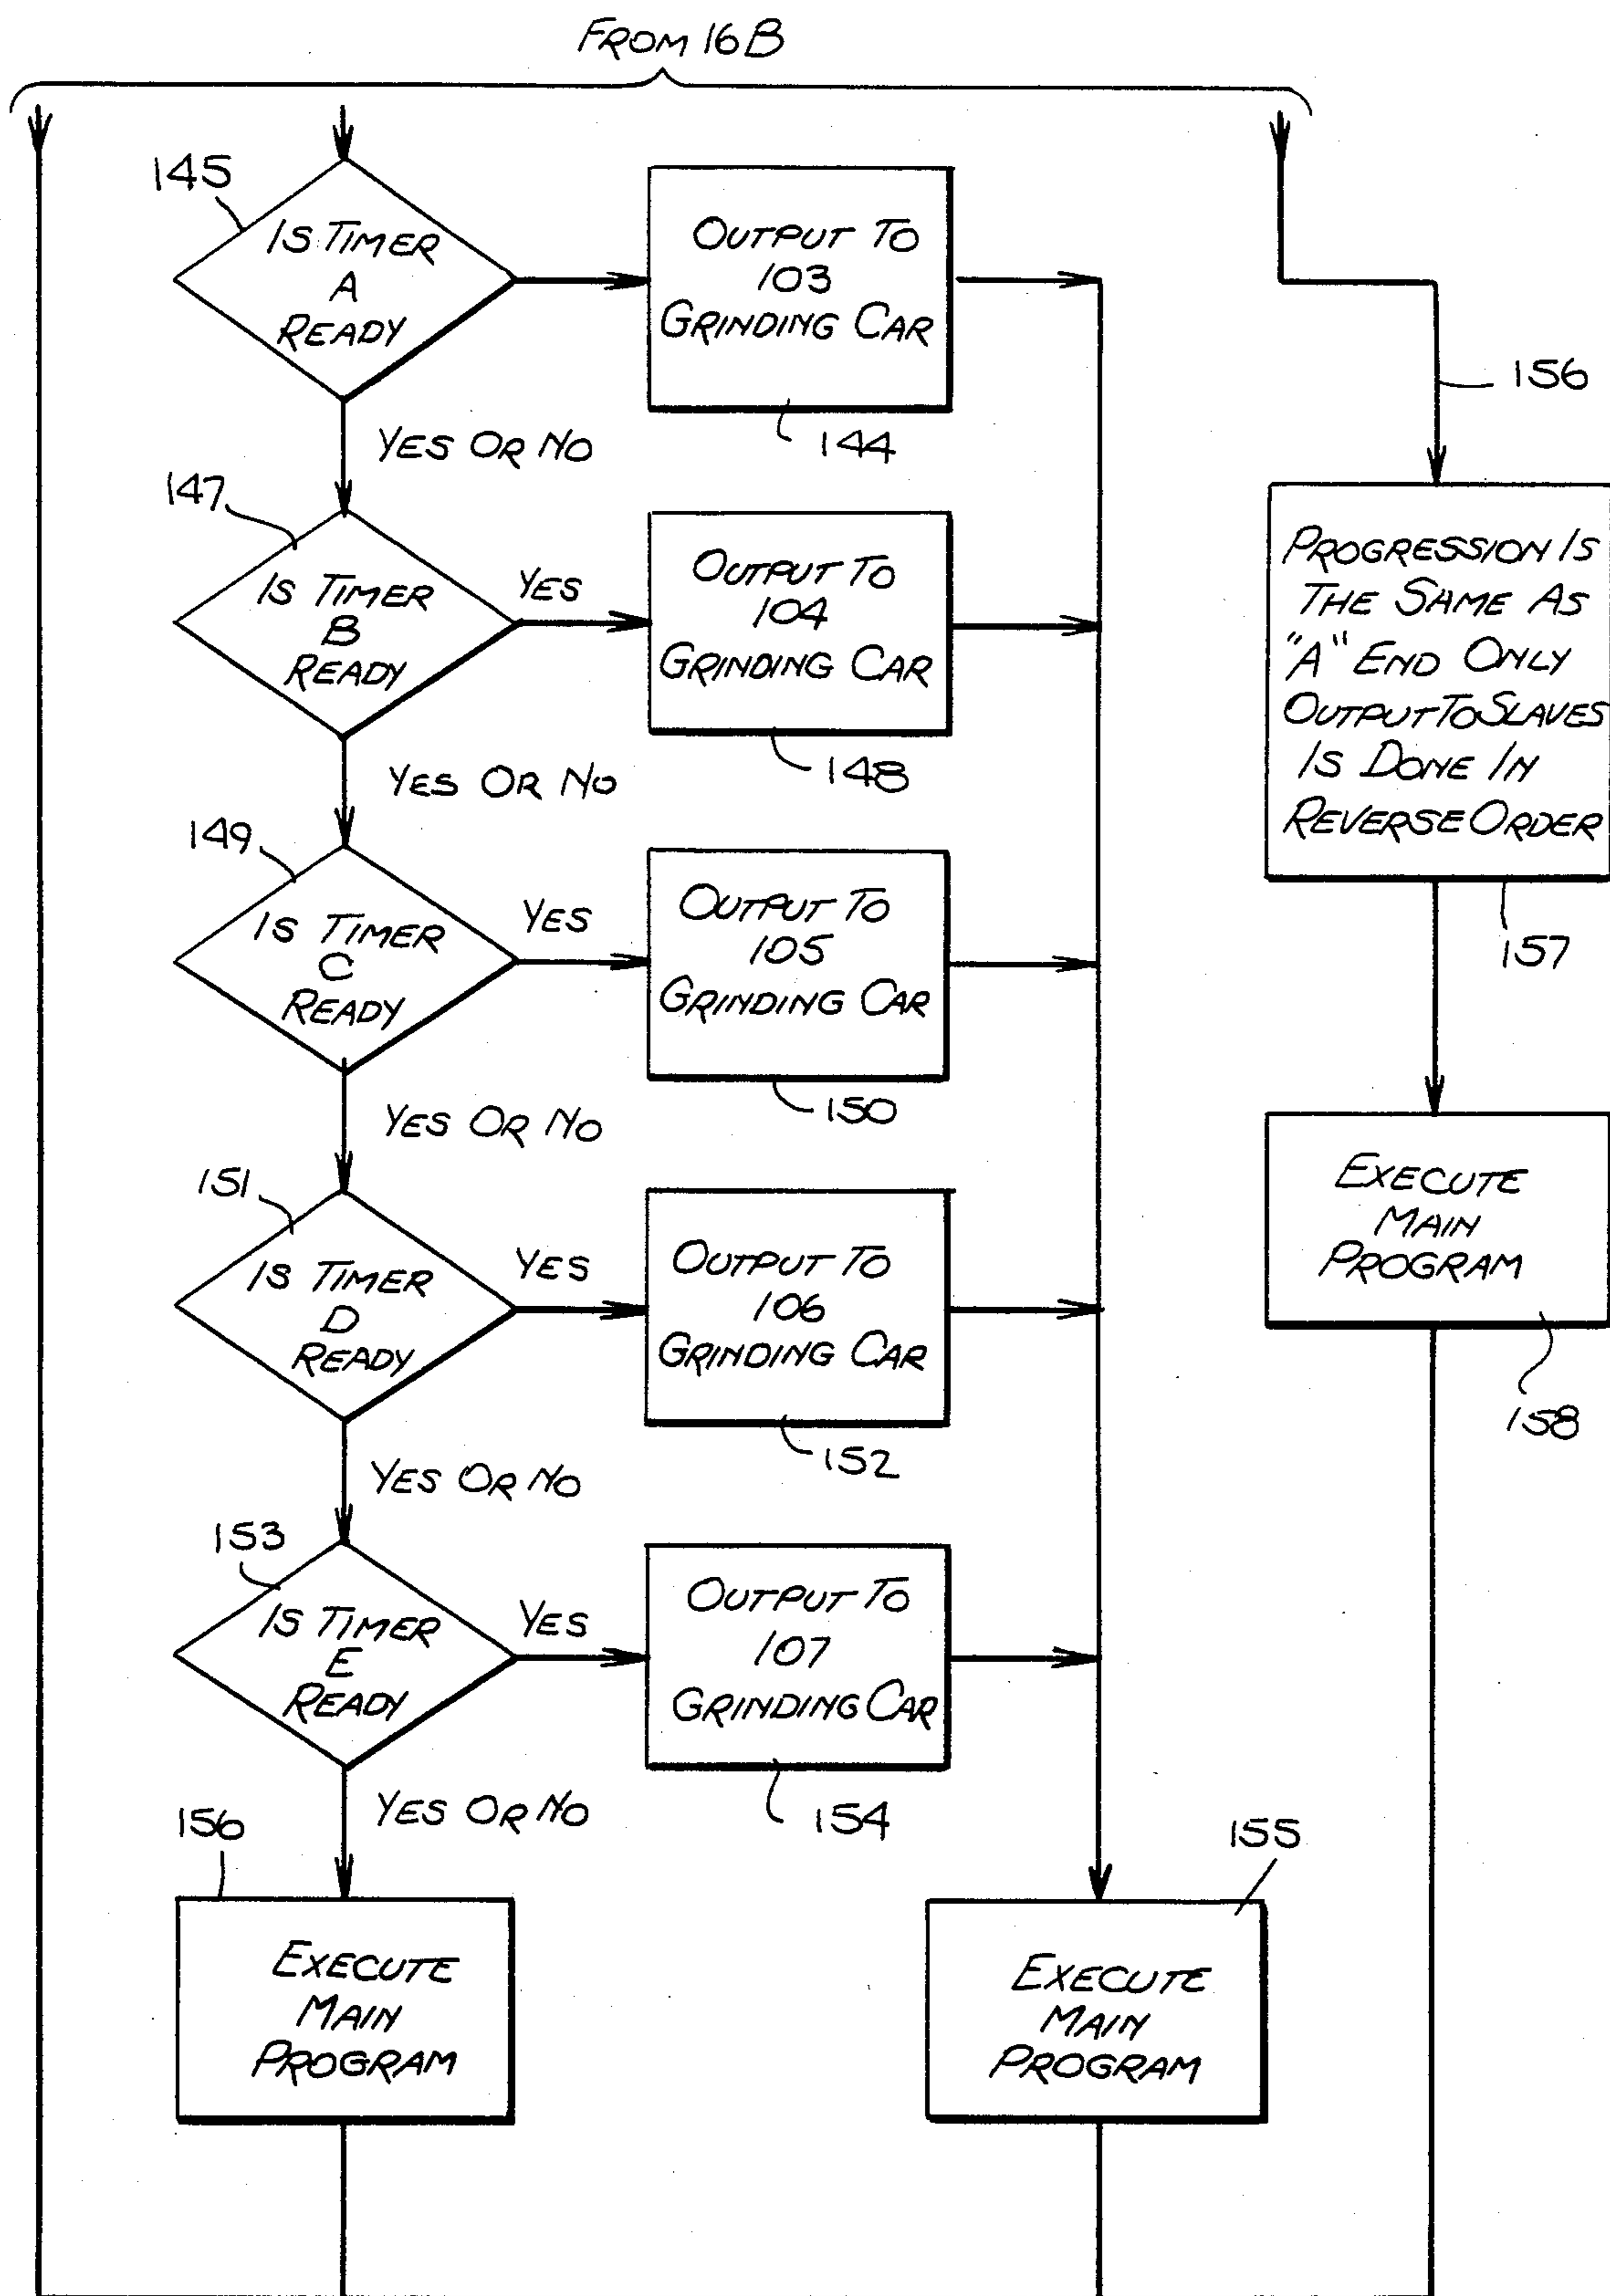 FROM 16B
145
IS TIMER
A
READY
OUTPUT TO
103
GRINDING CAR
144
YES OR NO
156
147
IS TIMER
B
READY
YES
OUTPUT TO
104
GRINDING CAR
148
YES OR NO
PROGRESSION IS
THE SAME AS
"A" END ONLY
OUTPUT TO SLAVES
IS DONE IN
REVERSE ORDER
157
149
IS TIMER
C
READY
YES
OUTPUT TO
105
GRINDING CAR
150
YES OR NO
151
IS TIMER
D
READY
YES
OUTPUT TO
106
GRINDING CAR
152
YES OR NO
EXECUTE
MAIN
PROGRAM
158
153
IS TIMER
E
READY
YES
OUTPUT TO
107
GRINDING CAR
154
YES OR NO
156
EXECUTE
MAIN
PROGRAM
155
EXECUTE
MAIN
PROGRAM